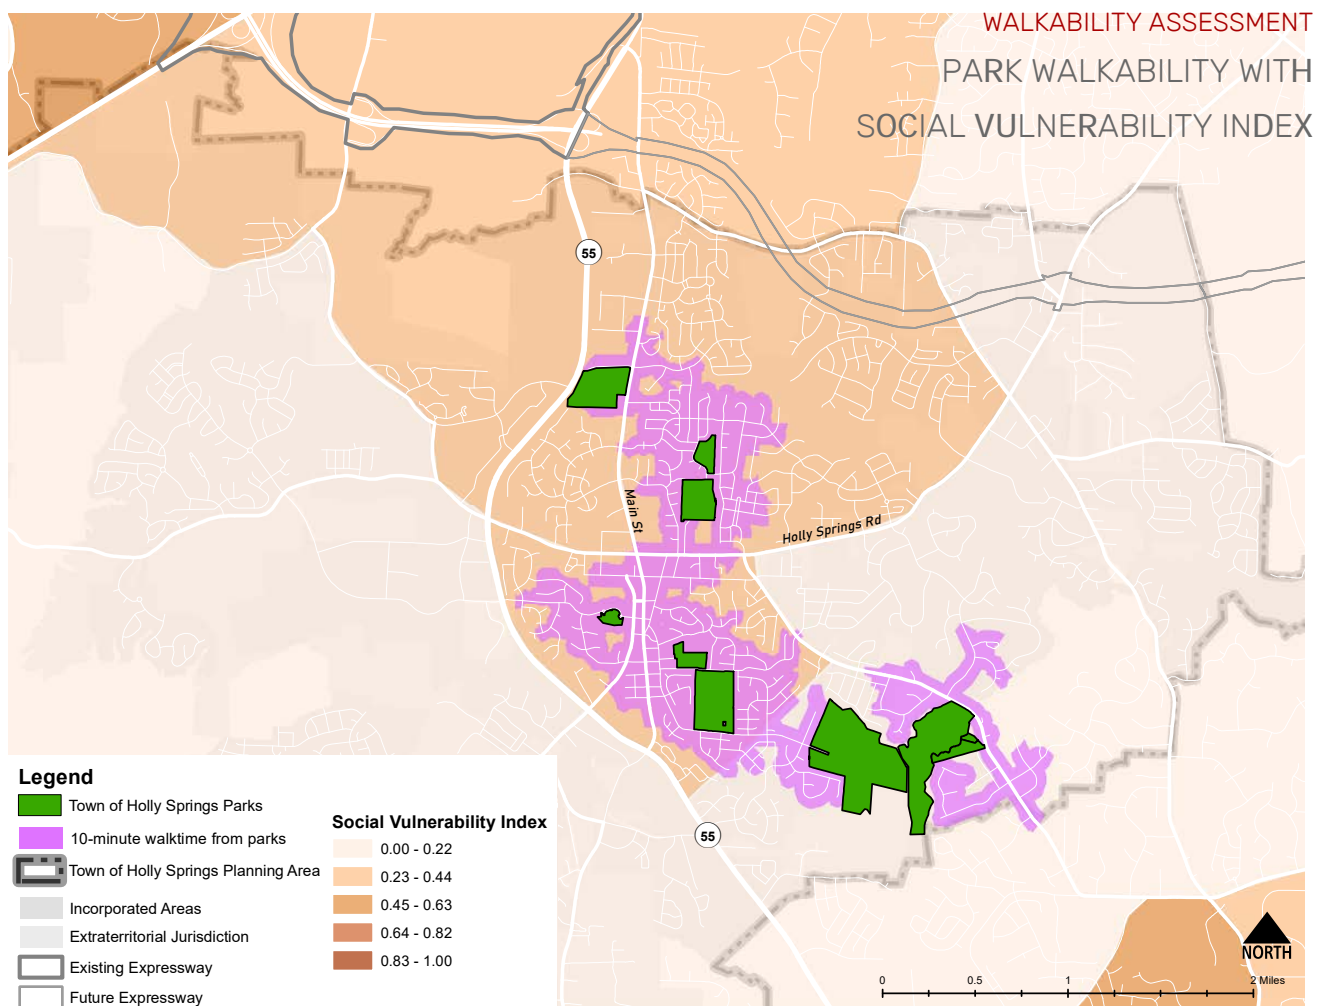 WALKABILITY ASSESSMENT
PARK WALKABILITY WITH
SOCIAL VULNERABILITY INDEX
55
Main St
Holly Springs Rd
55
Legend
Town of Holly Springs Parks
10-minute walktime from parks
Town of Holly Springs Planning Area
Incorporated Areas
Extraterritorial Jurisdiction
Existing Expressway
Future Expressway
Social Vulnerability Index
0.00 - 0.22
0.23 - 0.44
0.45 - 0.63
0.64 - 0.82
0.83 - 1.00
NORTH
0 0.5 1 2 Miles